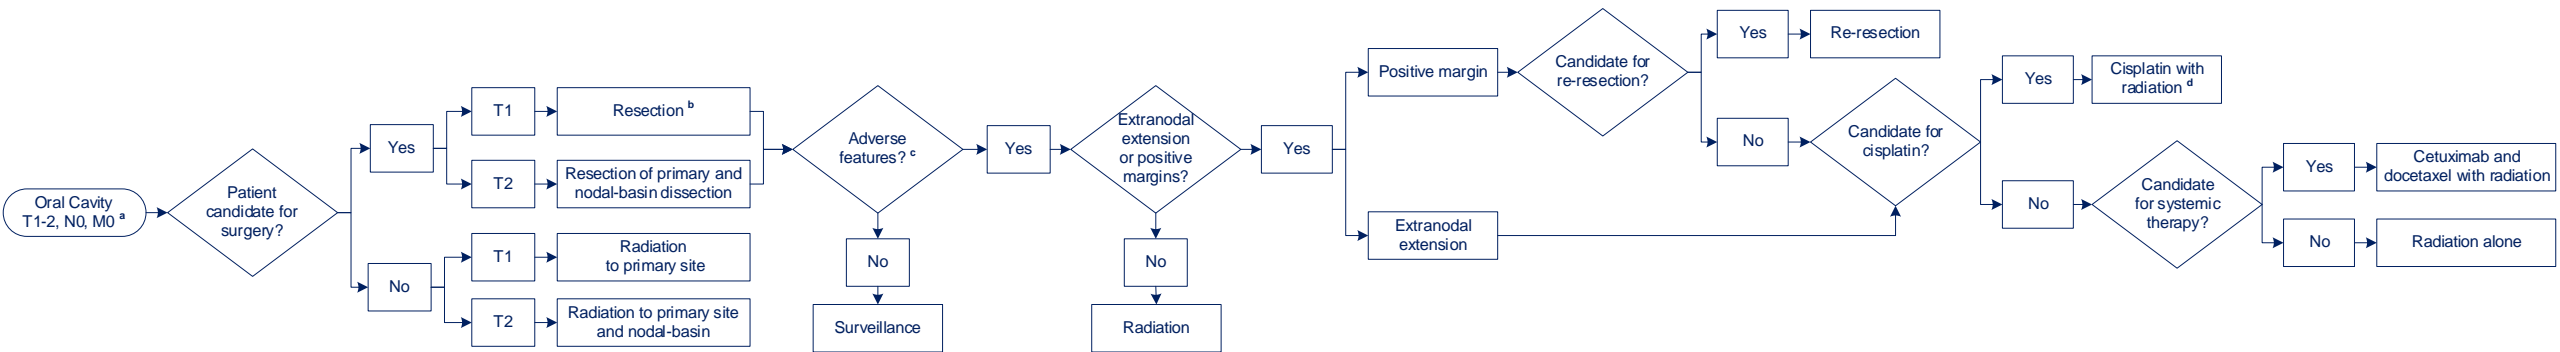 Oral Cavity
T1-2, N0, M0 a
Patient
candidate for
surgery?
Yes
T1
Resection b
T2
Resection of primary and
nodal-basin dissection
No
T1
Radiation
to primary site
T2
Radiation to primary site
and nodal-basin
Adverse
features? c
No
Surveillance
Yes
Extranodal
extension
or positive
margins?
No
Radiation
Yes
Positive margin
Candidate for
re-resection?
Yes
Re-resection
No
Extranodal
extension
Candidate for
cisplatin?
Yes
Cisplatin with
radiation d
No
Candidate
for systemic
therapy?
Yes
Cetuximab and
docetaxel with radiation
No
Radiation alone